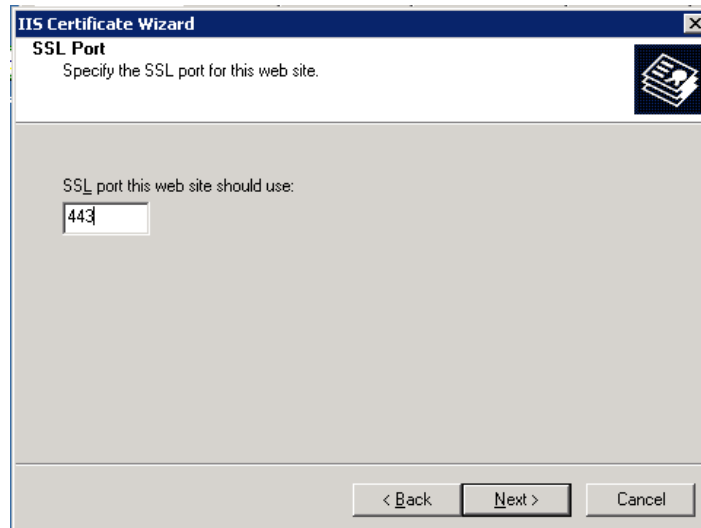 IIS Certificate Wizard
SSL Port
Specify the SSL port for this web site.
SSL port this web site should use:
443
< Back
Next >
Cancel